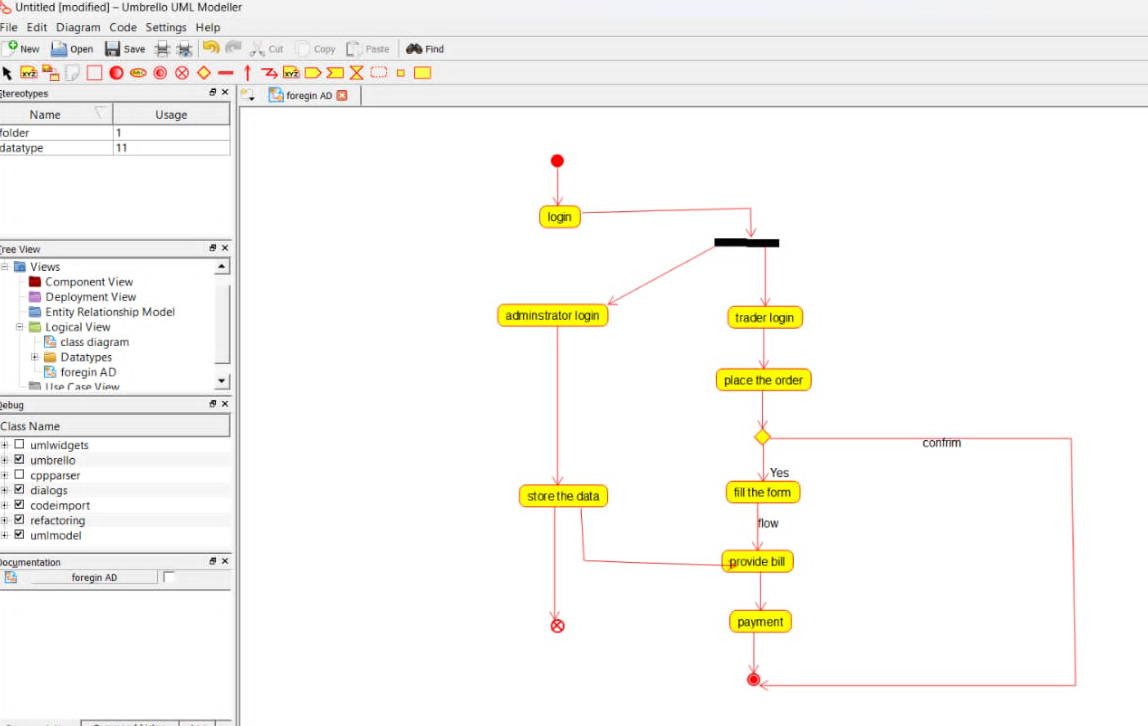 Untitled [modified] – Umbrello UML Modeller
File Edit Diagram Code Settings Help
New Open Save Cut Copy Paste Find
XYZ XYZ
Stereotypes
foregin AD
Name Usage
folder 1
datatype 11
login
Tree View
Views
Component View
Deployment View
Entity Relationship Model
Logical View
class diagram
Datatypes
foregin AD
Use Case View
adminstrator login
trader login
place the order
Debug
Class Name
umlwidgets
umbrello
cppparser
dialogs
codeimport
refactoring
umlmodel
confrim
Yes
fill the form
store the data
flow
Documentation
foregin AD
provide bill
payment